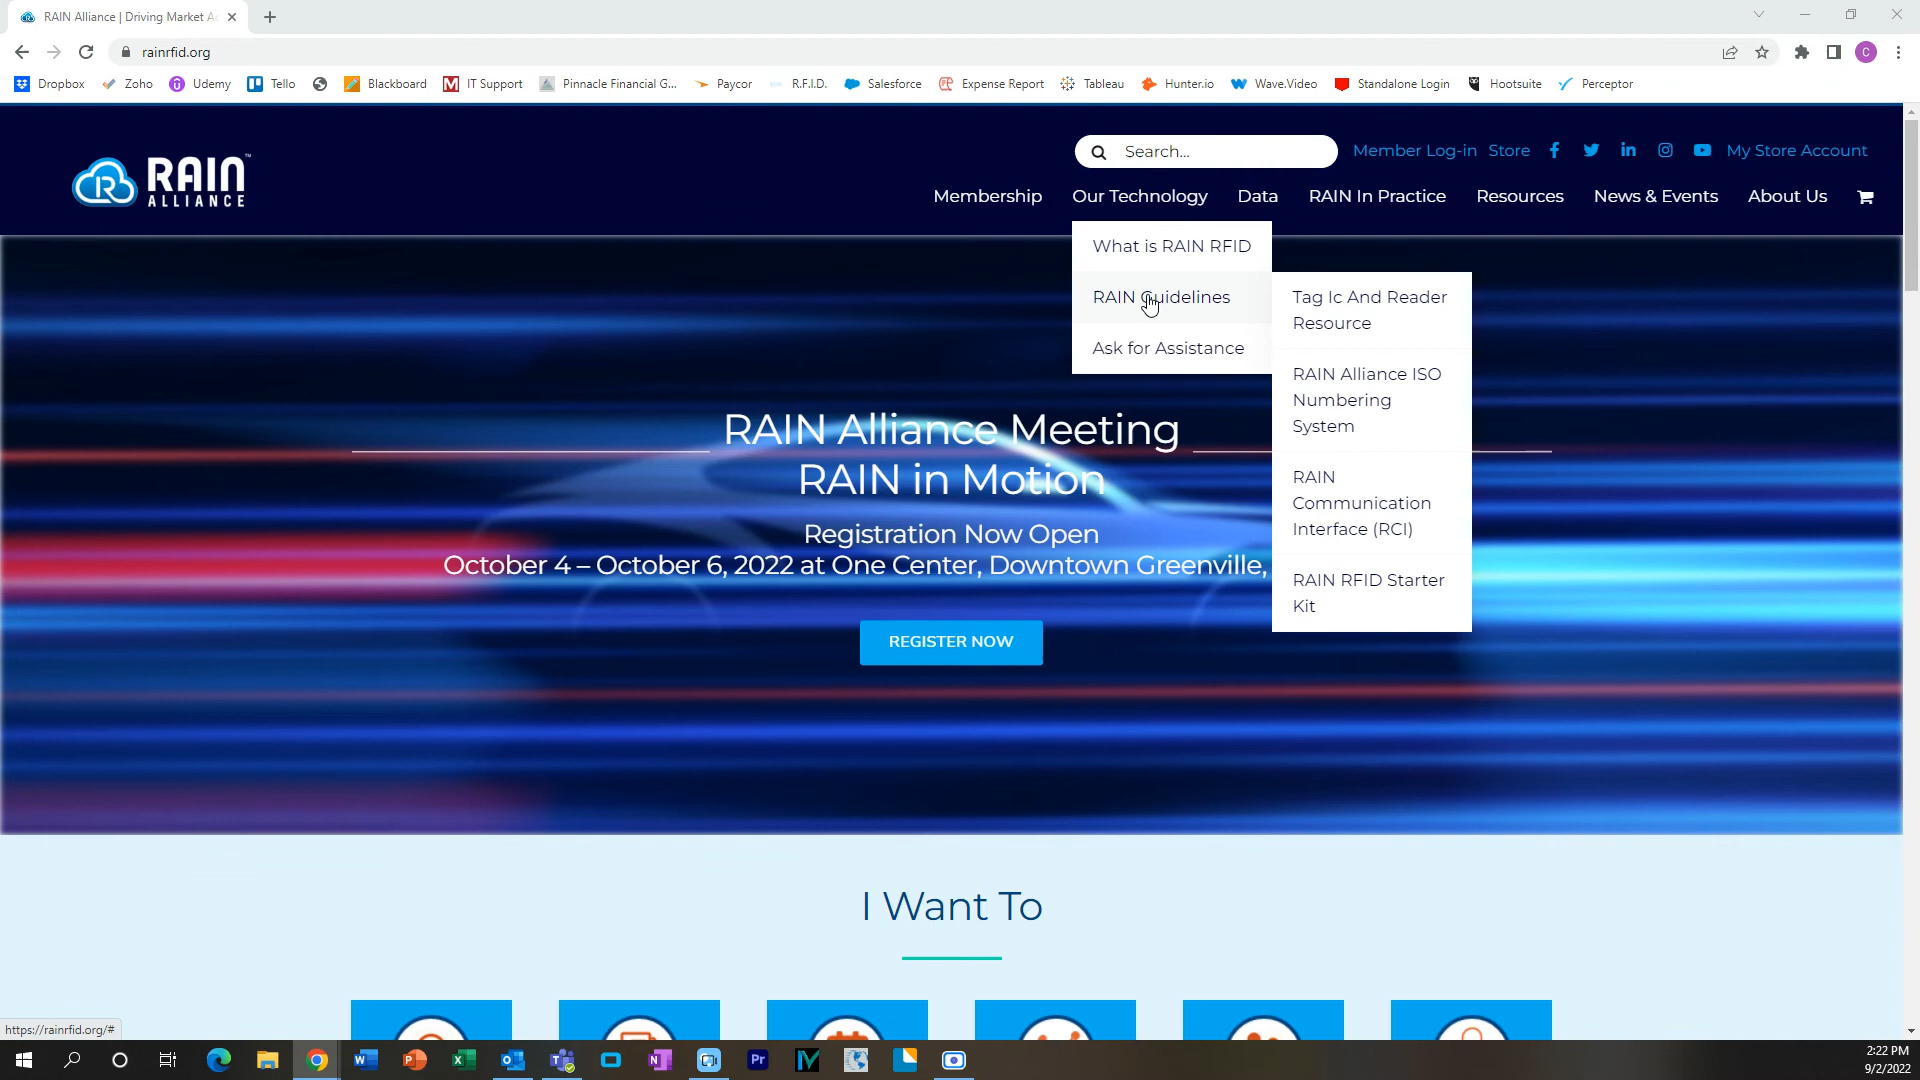 RAIN Alliance | Driving Market Ac
rainrfid.org
C
Dropbox Zoho Udemy Tello Blackboard IT Support Pinnacle Financial G... Paycor R.F.I.D. Salesforce Expense Report Tableau Hunter.io Wave.Video Standalone Login Hootsuite Perceptor
RAIN™
ALLIANCE
Search...
Member Log-in Store My Store Account
Membership Our Technology Data RAIN In Practice Resources News & Events About Us
What is RAIN RFID
RAIN Guidelines
Ask for Assistance
Tag Ic And Reader
Resource
RAIN Alliance ISO
Numbering
System
RAIN
Communication
Interface (RCI)
RAIN RFID Starter
Kit
RAIN Alliance Meeting
RAIN in Motion
Registration Now Open
October 4 – October 6, 2022 at One Center, Downtown Greenville,
REGISTER NOW
I Want To
https://rainrfid.org/#
2:22 PM
9/2/2022